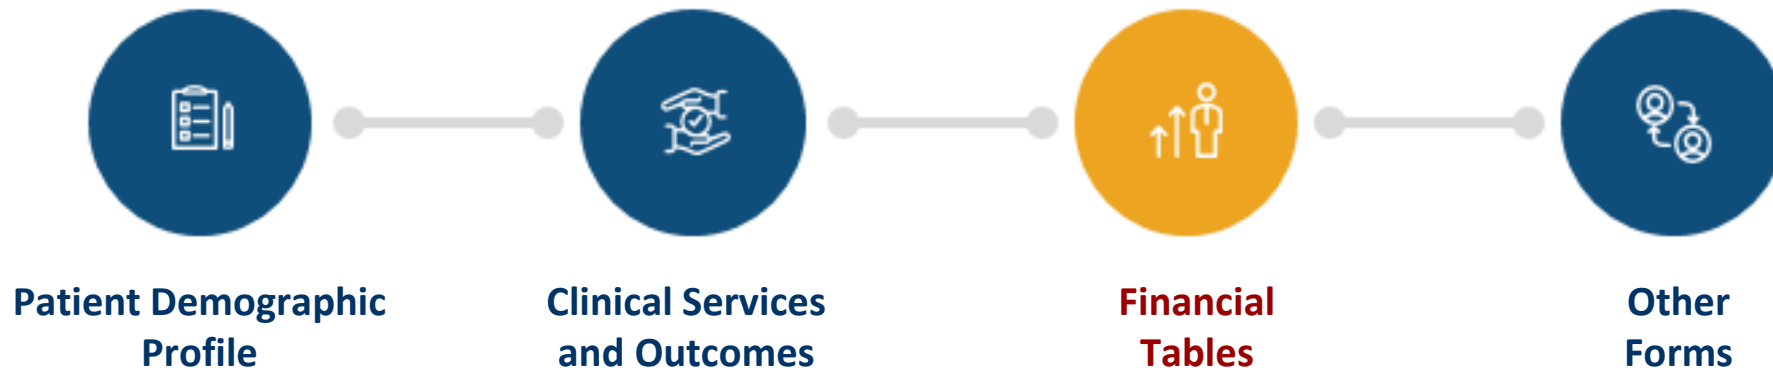 Patient Demographic
Profile
Clinical Services
and Outcomes
Financial
Tables
Other
Forms